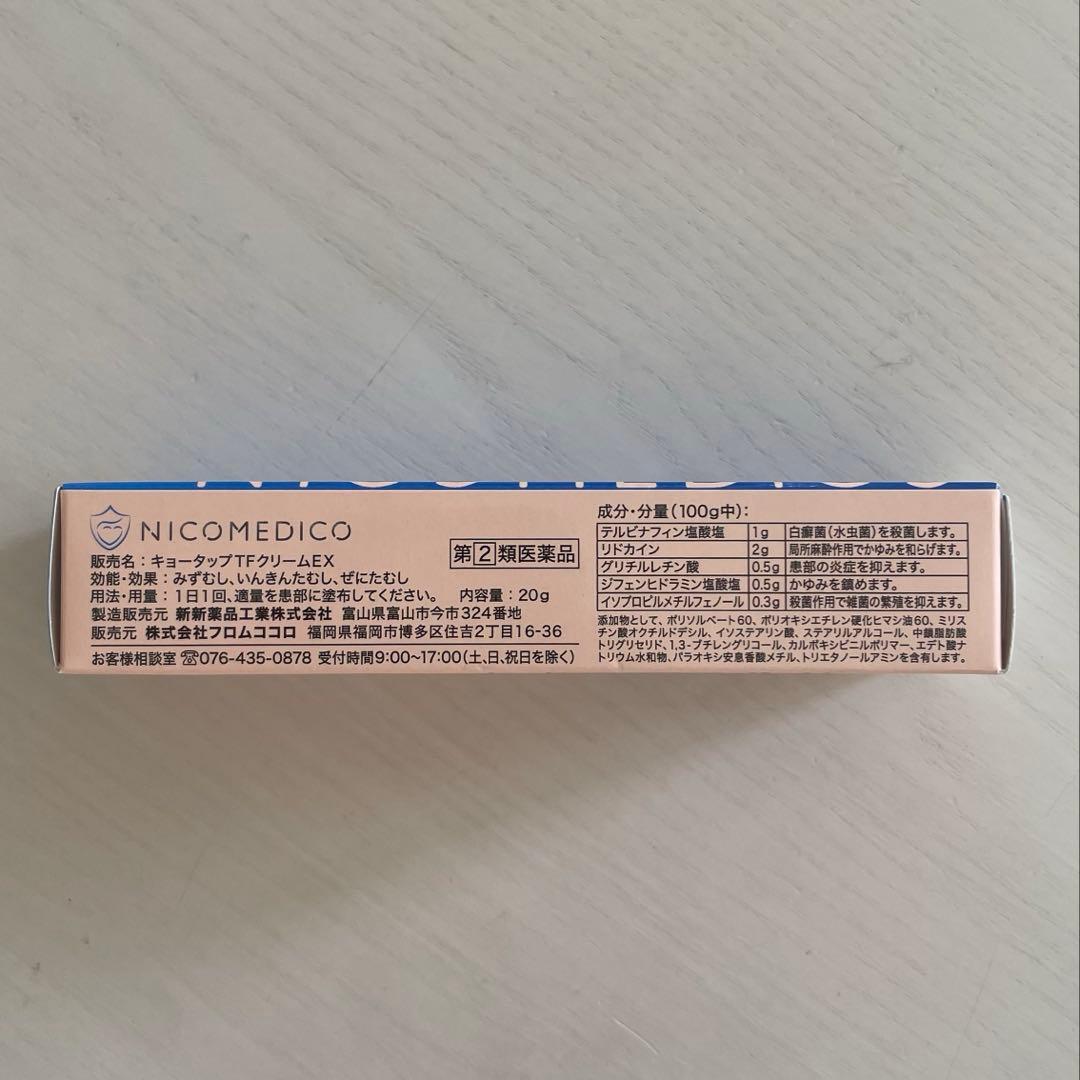 NICOMEDICO
NICOMEDICO
販売名：キョータップTFクリームEX
第②類医薬品
効能・効果：みずむし、いんきんたむし、ぜにたむし
用法・用量：1日1回、適量を患部に塗布してください。 内容量：20g
製造販売元 新新薬品工業株式会社 富山県富山市今市324番地
販売元 株式会社フロムココロ 福岡県福岡市博多区住吉2丁目16-36
お客様相談室 ☎076-435-0878 受付時間9:00~17:00(土、日、祝日を除く)
成分・分量(100g中)：
テルビナフィン塩酸塩 1g 白癬菌(水虫菌)を殺菌します。
リドカイン 2g 局所麻酔作用でかゆみを和らげます。
グリチルレチン酸 0.5g 患部の炎症を抑えます。
ジフェンヒドラミン塩酸塩 0.5g かゆみを鎮めます。
イソプロピルメチルフェノール 0.3g 殺菌作用で雑菌の繁殖を抑えます。
添加物として、ポリソルベート60、ポリオキシエチレン硬化ヒマシ油60、ミリス
チン酸オクチルドデシル、イソステアリン酸、ステアリルアルコール、中鎖脂肪酸
トリグリセリド、1,3-ブチレングリコール、カルボキシビニルポリマー、エデト酸ナ
トリウム水和物、パラオキシ安息香酸メチル、トリエタノールアミンを含有します。